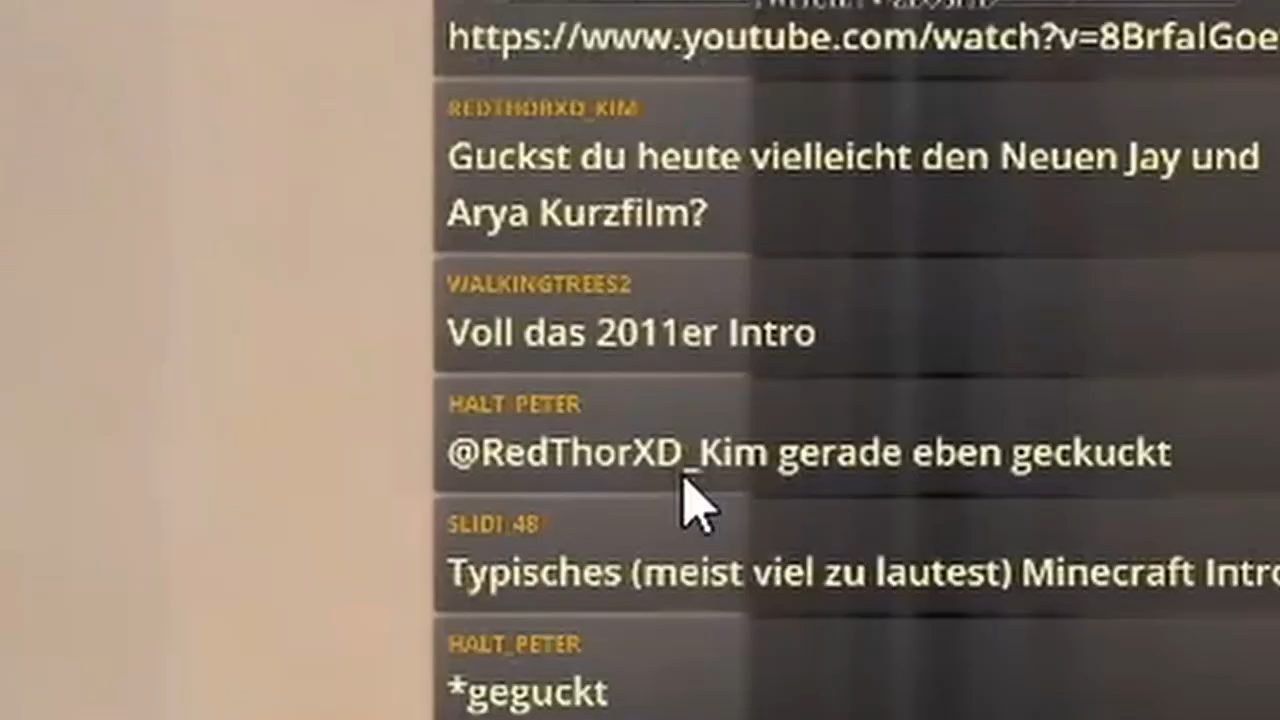 https://www.youtube.com/watch?v=8BrfalGoe
REDTHORXD_KIM
Guckst du heute vielleicht den Neuen Jay und
Arya Kurzfilm?
WALKINGTREES2
Voll das 2011er Intro
HALT_PETER
@RedThorXD_Kim gerade eben geckuckt
SLIDI_48
Typisches (meist viel zu lautest) Minecraft Intro
HALT_PETER
*geguckt